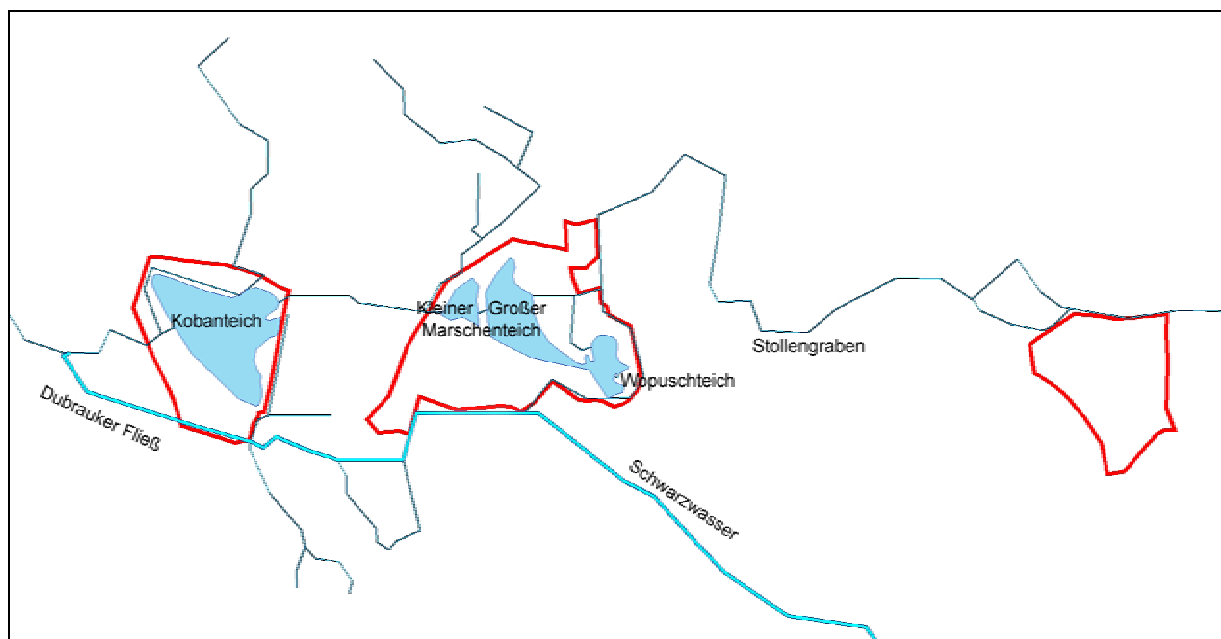 Kobanteich
Kleiner Großer
Marschenteich
Stollengraben
Wopuschteich
Dubrauker Fließ
Schwarzwasser